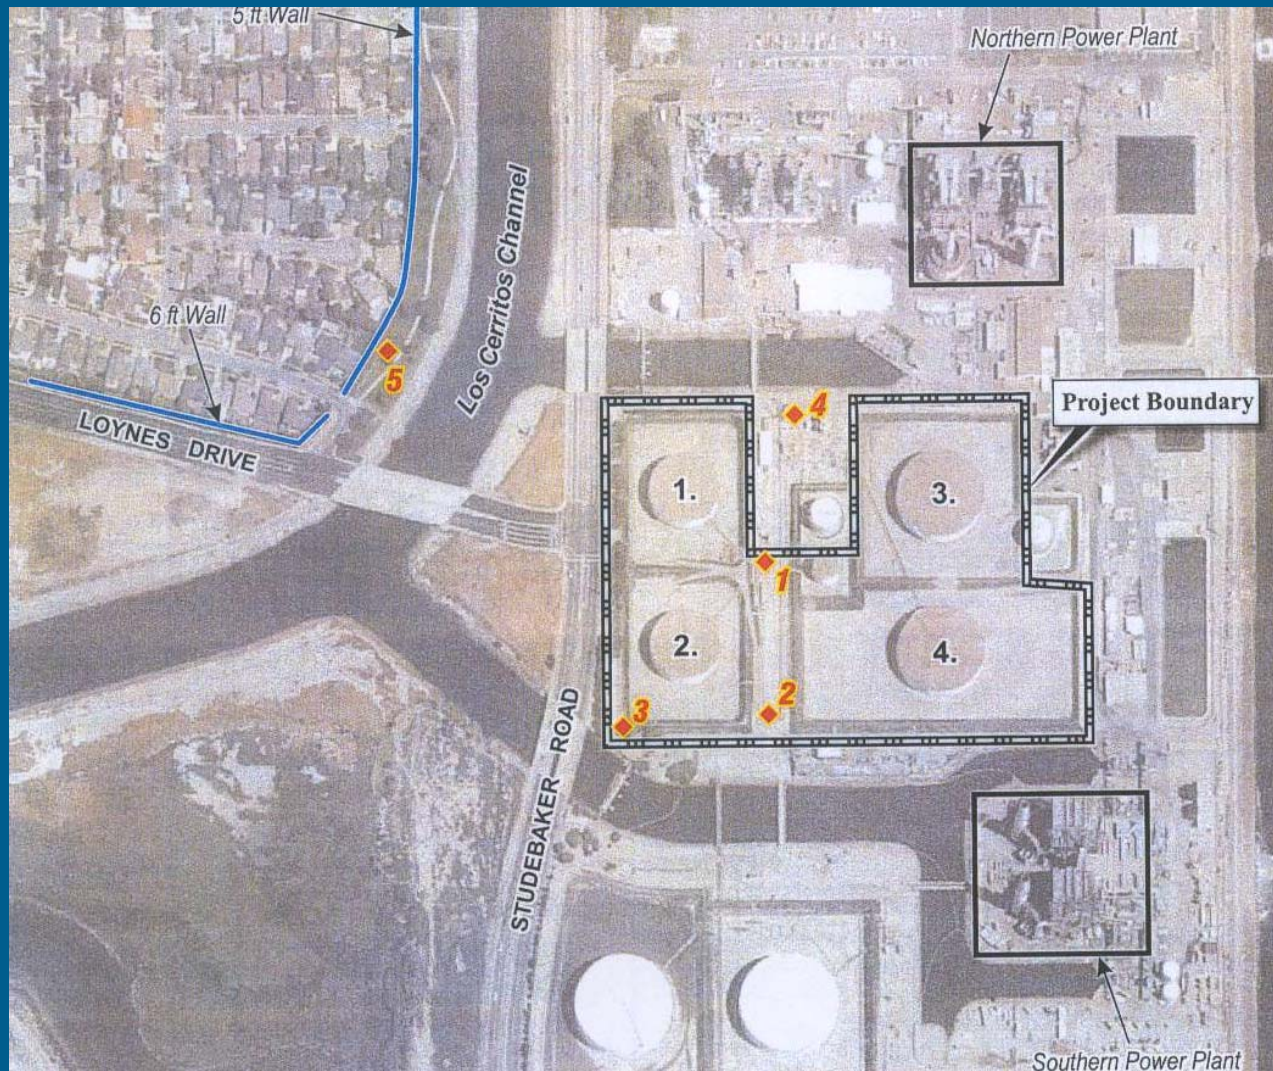 5 ft Wall
Northern Power Plant
Los Cerritos Channel
6 ft Wall
5
LOYNES DRIVE
4
Project Boundary
1.
3.
1
2.
4.
2
3
STUDEBAKER ROAD
Southern Power Plant